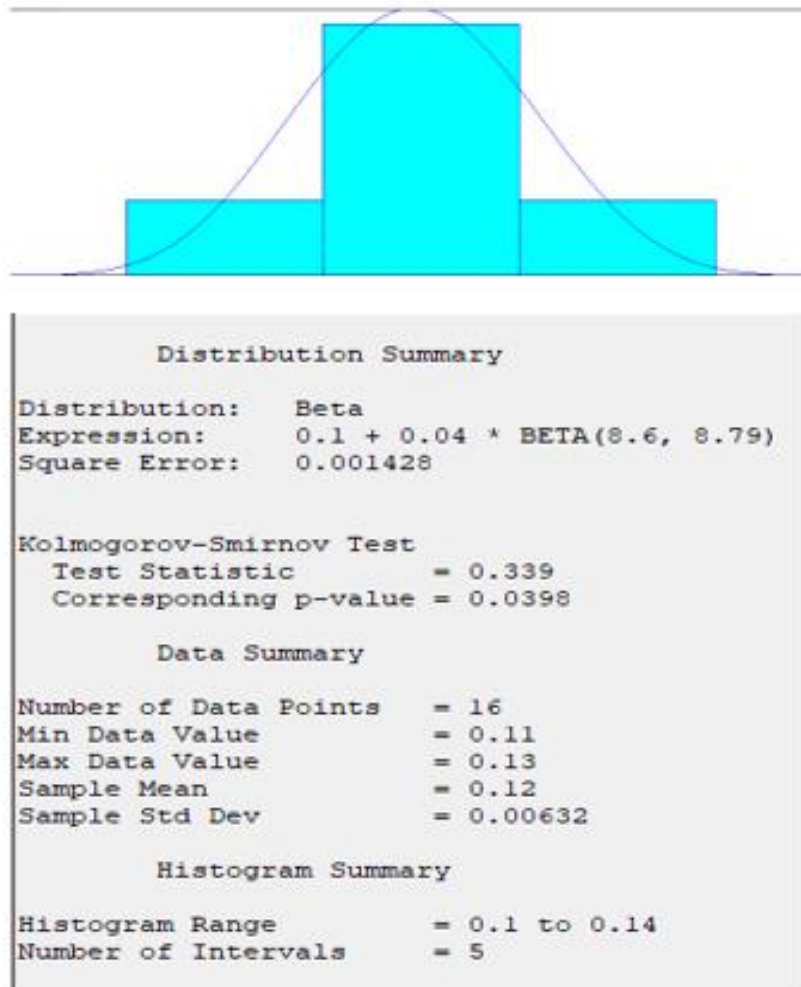 Distribution Summary
Distribution: Beta
Expression: 0.1 + 0.04 * BETA(8.6, 8.79)
Square Error: 0.001428
Kolmogorov-Smirnov Test
Test Statistic = 0.339
Corresponding p-value = 0.0398
Data Summary
Number of Data Points = 16
Min Data Value = 0.11
Max Data Value = 0.13
Sample Mean = 0.12
Sample Std Dev = 0.00632
Histogram Summary
Histogram Range = 0.1 to 0.14
Number of Intervals = 5